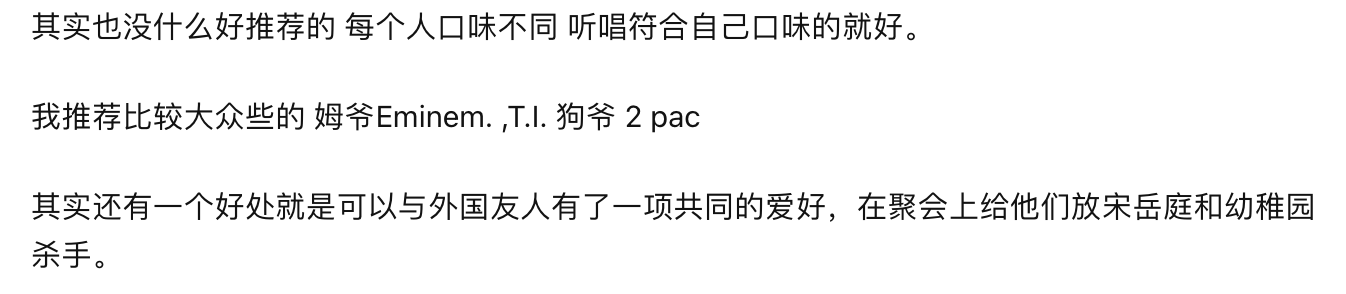 其实也没什么好推荐的 每个人口味不同 听唱符合自己口味的就好。
我推荐比较大众些的 姆爷Eminem. ,T.I. 狗爷 2 pac
其实还有一个好处就是可以与外国友人有了一项共同的爱好，在聚会上给他们放宋岳庭和幼稚园
杀手。